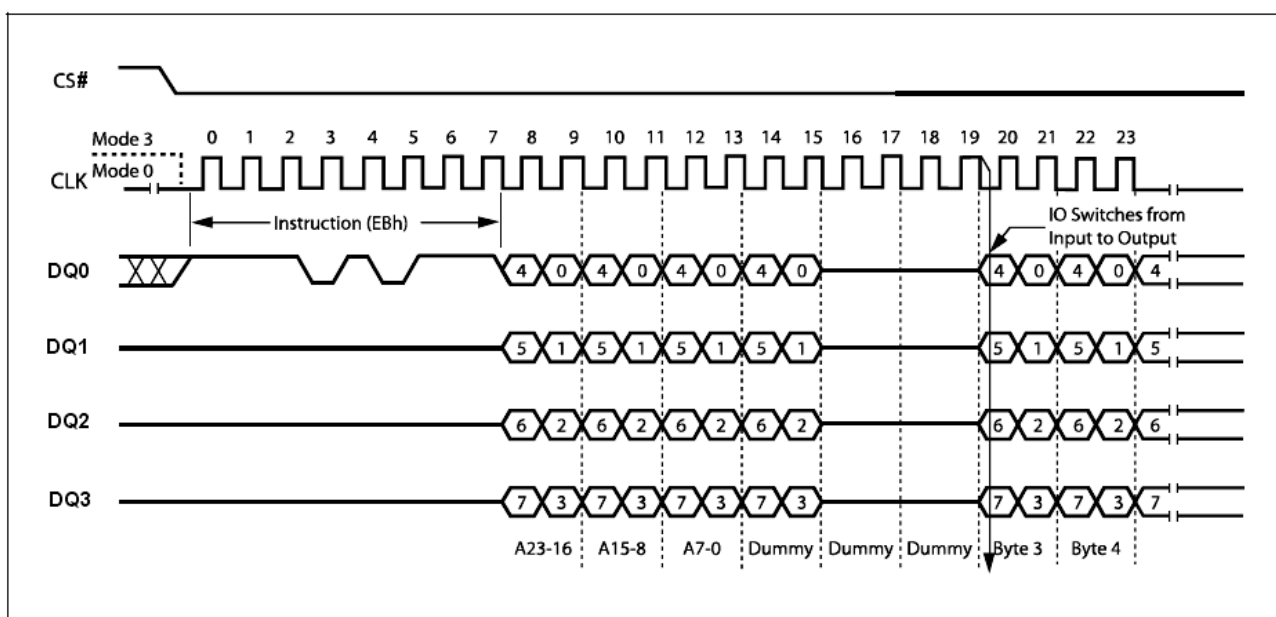 CS#
0 1 2 3 4 5 6 7 8 9 10 11 12 13 14 15 16 17 18 19 20 21 22 23
Mode 3
Mode 0
CLK
Instruction (EBh)
IO Switches from
Input to Output
DQ0 4 0 4 0 4 0 4 0 4 0 4 0 4
DQ1 5 1 5 1 5 1 5 1 5 1 5 1 5
DQ2 6 2 6 2 6 2 6 2 6 2 6 2 6
DQ3 7 3 7 3 7 3 7 3 7 3 7 3 7
A23-16 A15-8 A7-0 Dummy Dummy Dummy Byte 3 Byte 4